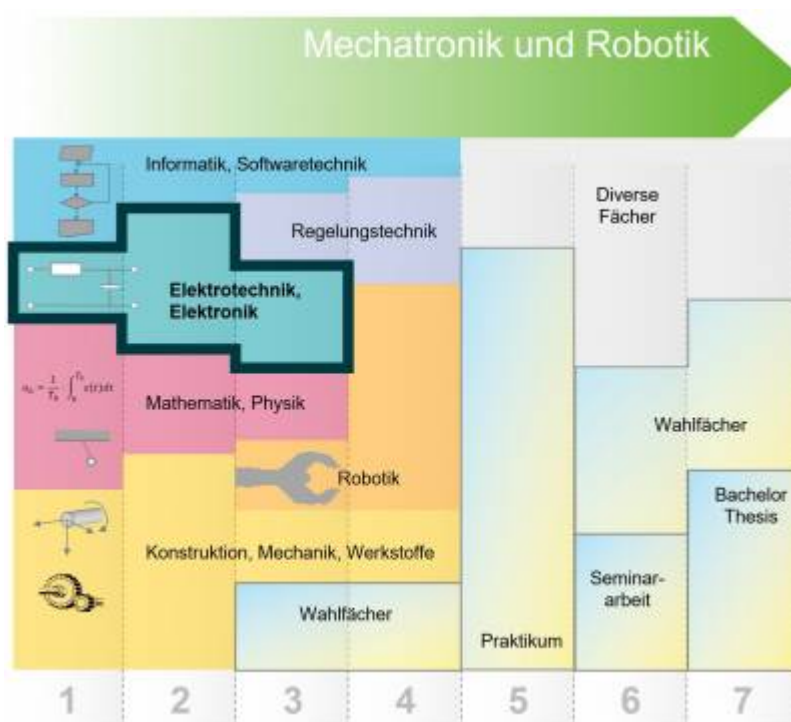 Mechatronik und Robotik
Informatik, Softwaretechnik
Diverse
Fächer
Regelungstechnik
Elektrotechnik,
Elektronik
Mathematik, Physik
Wahlfächer
Robotik
Bachelor
Thesis
Konstruktion, Mechanik, Werkstoffe
Seminar-
arbeit
Wahlfächer
Praktikum
1 2 3 4 5 6 7